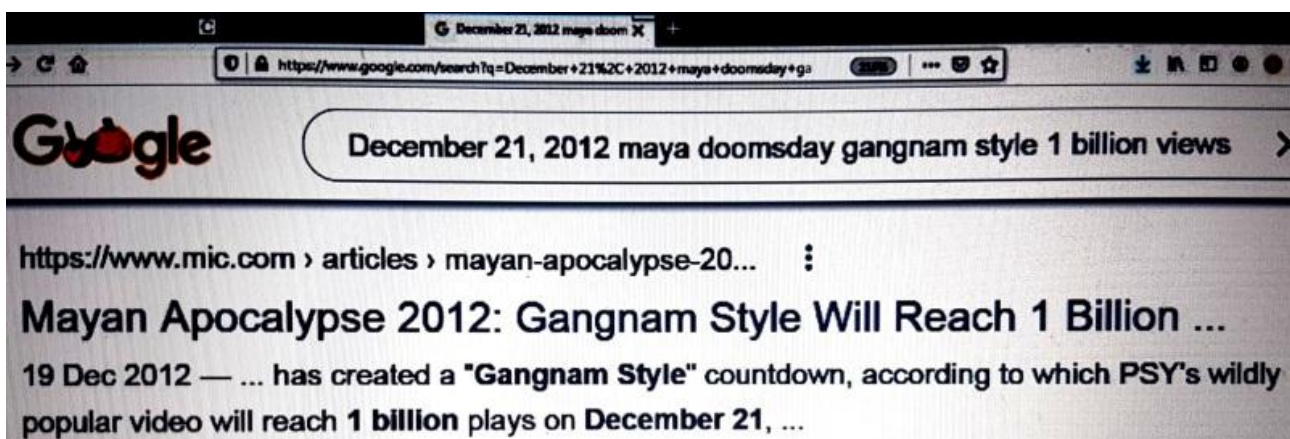 G December 21, 2012 maya doom X +
https://www.google.com/search?q=December+21%2C+2012+maya+doomsday+ga
Google
December 21, 2012 maya doomsday gangnam style 1 billion views
https://www.mic.com › articles › mayan-apocalypse-20...
Mayan Apocalypse 2012: Gangnam Style Will Reach 1 Billion ...
19 Dec 2012 — ... has created a "Gangnam Style" countdown, according to which PSY's wildly
popular video will reach 1 billion plays on December 21, ...